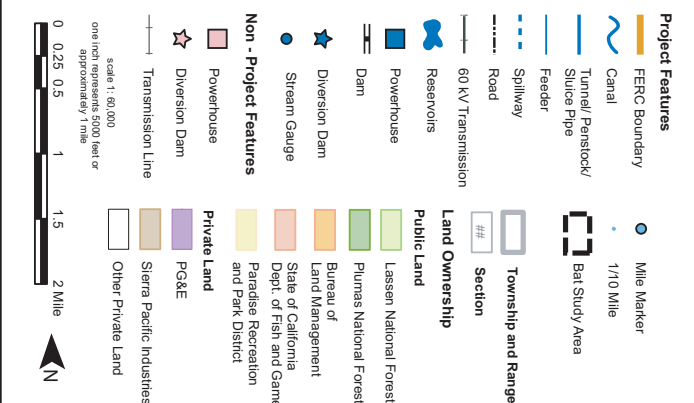 Project Features
FERC Boundary
Canal
Tunnel/ Penstock/
Sluice Pipe
Feeder
Spillway
Road
60 kV Transmission
Reservoirs
Powerhouse
Dam
Diversion Dam
Stream Gauge
Non - Project Features
Powerhouse
Diversion Dam
Transmission Line
Mile Marker
1/10 Mile
Bat Study Area
Township and Range
##
Section
Land Ownership
Public Land
Lassen National Forest
Plumas National Forest
Bureau of
Land Management
State of California
Dept. of Fish and Game
Paradise Recreation
and Park District
Private Land
PG&E
Sierra Pacific Industries
Other Private Land
scale 1: 60,000
one inch represents 5000 feet or
approximately 1 mile
0 0.25 0.5 1 1.5 2 Mile
N